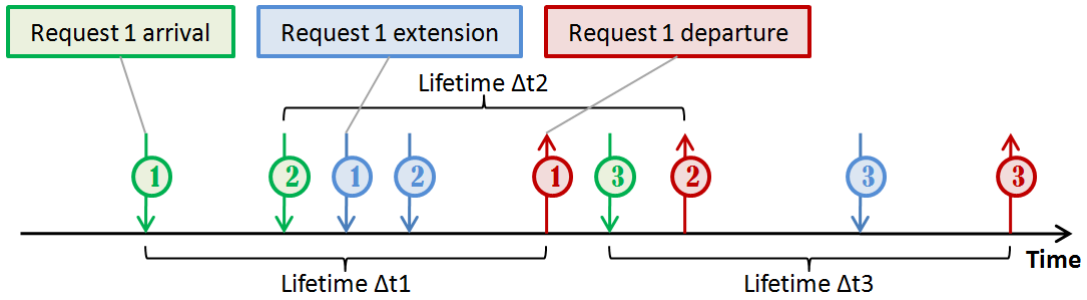 Request 1 arrival
Request 1 extension
Request 1 departure
Lifetime Δt2
1
2
1
2
1
3
2
3
3
Time
Lifetime Δt1
Lifetime Δt3